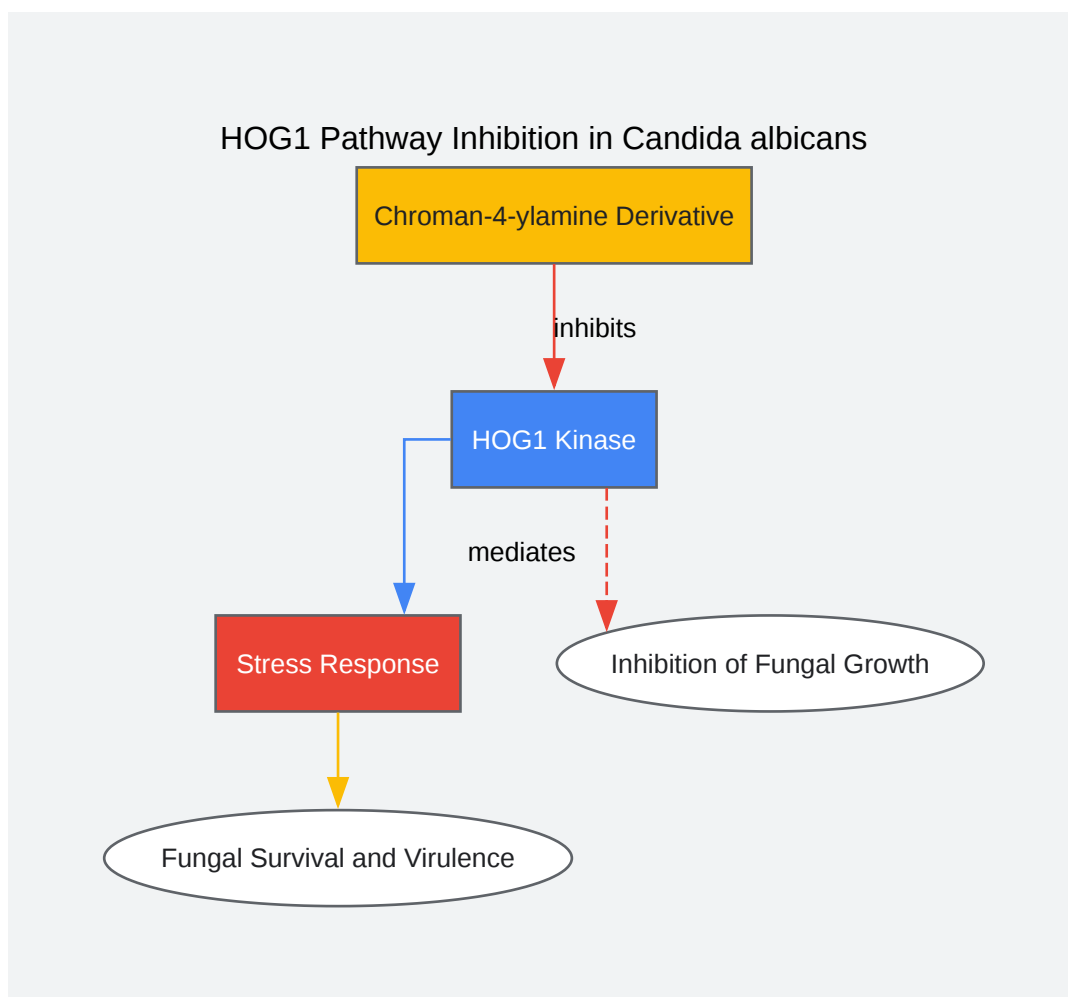 HOG1 Pathway Inhibition in Candida albicans
Chroman-4-ylamine Derivative
inhibits
HOG1 Kinase
mediates
Stress Response
Inhibition of Fungal Growth
Fungal Survival and Virulence